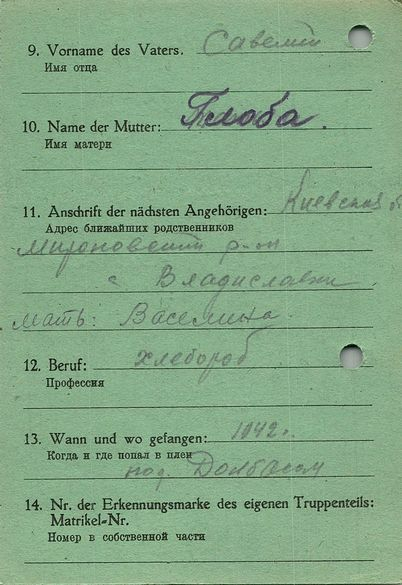 9. Vorname des Vaters. Савелий
Имя отца
10. Name der Mutter: Глоба.
Имя матери
11. Anschrift der nächsten Angehörigen: Киевская
Адрес ближайших родственников
Мироновский р-он
с Владиславка
мать:
12. Beruf: хлебороб
Профессия
13. Wann und wo gefangen: 1942 г.
Когда и где попал в плен
под Донбасом
14. Nr. der Erkennungsmarke des eigenen Truppenteils:
Matrikel-Nr.
Номер в собственной части